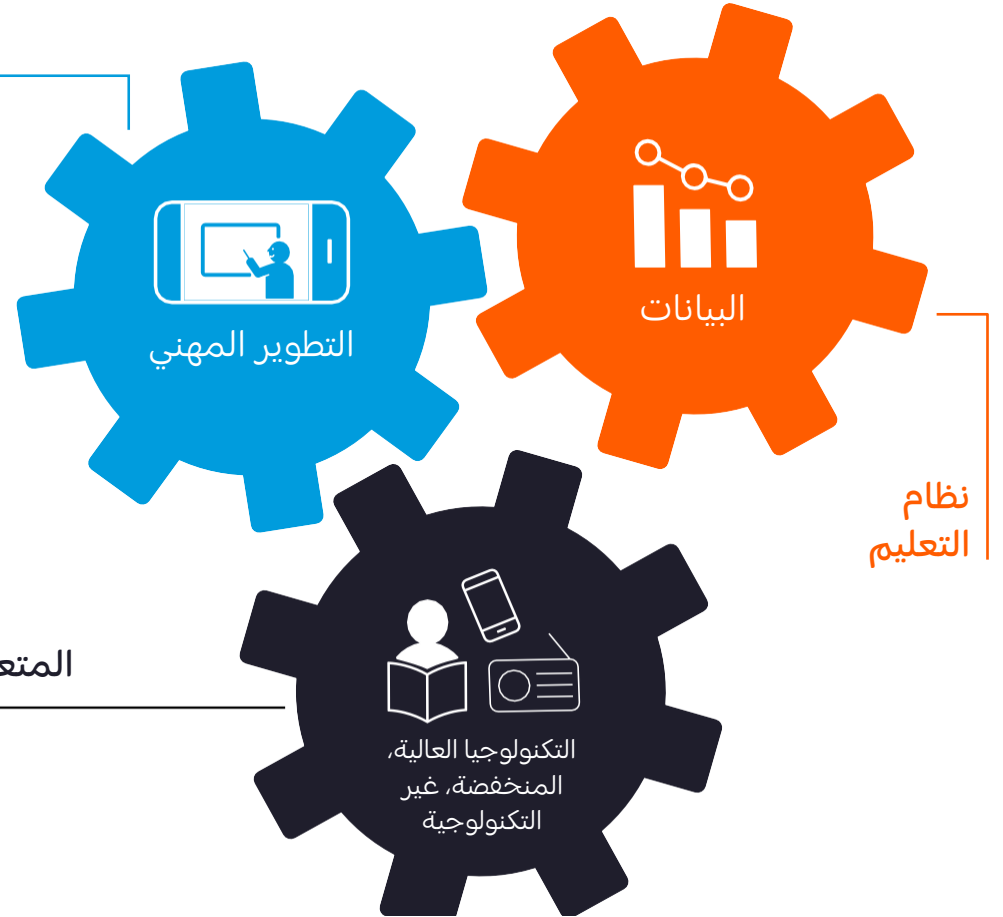 البيانات
التطوير المهني
نظام
التعليم
التكنولوجيا العالية،
المنخفضة، غير
التكنولوجية